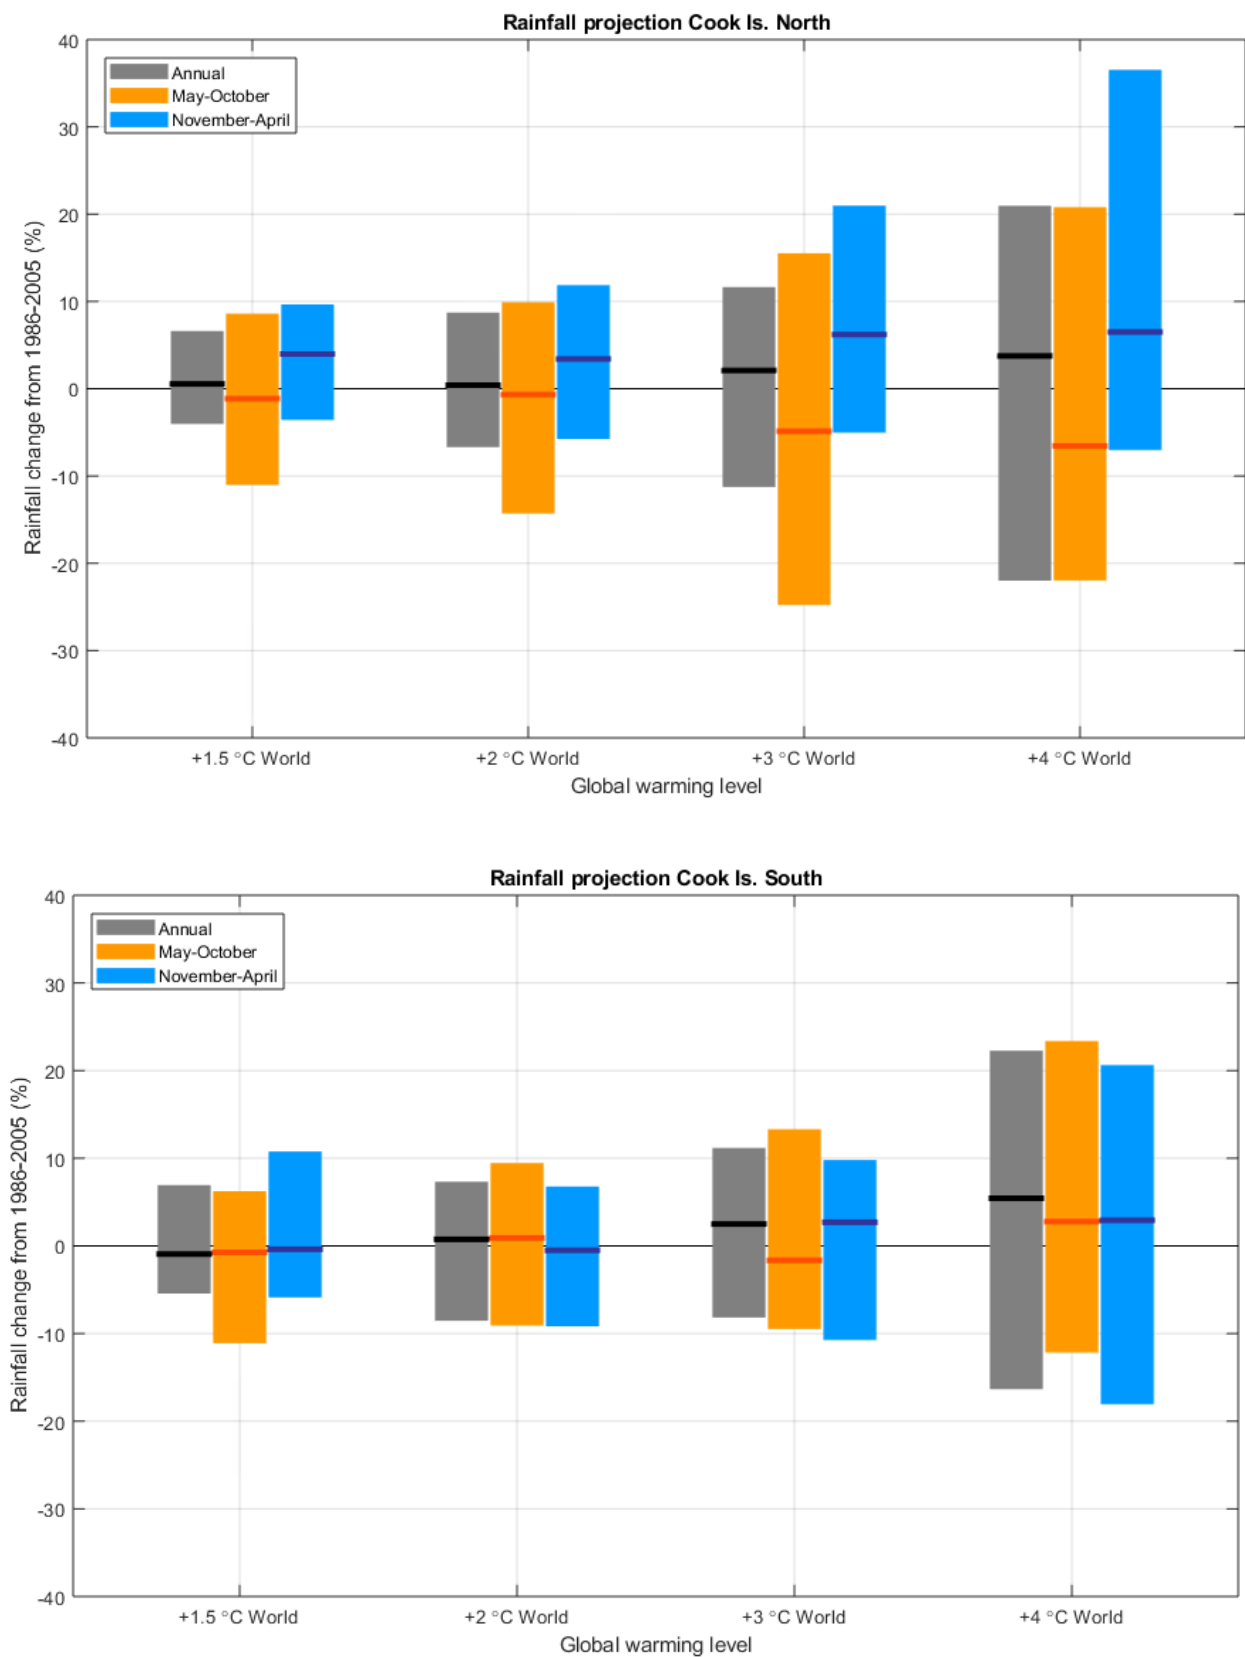 Rainfall projection Cook Is. North
40
30
20
10
0
-10
-20
-30
-40
Rainfall change from 1986-2005 (%)
Annual
May-October
November-April
+1.5 °C World
+2 °C World
+3 °C World
+4 °C World
Global warming level
Rainfall projection Cook Is. South
40
30
20
10
0
-10
-20
-30
-40
Rainfall change from 1986-2005 (%)
Annual
May-October
November-April
+1.5 °C World
+2 °C World
+3 °C World
+4 °C World
Global warming level